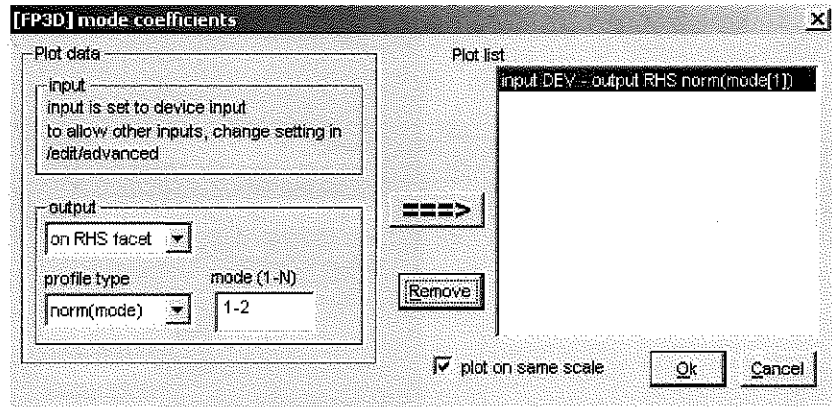 [FP3D] mode coefficients
Plot data
input
input is set to device input
to allow other inputs, change setting in
/edit/advanced
output
on RHS facet
profile type
mode (1-N)
norm(mode)
1-2
===>
Remove
Plot list
input DEV - output RHS norm(mode[1])
plot on same scale
Ok
Cancel